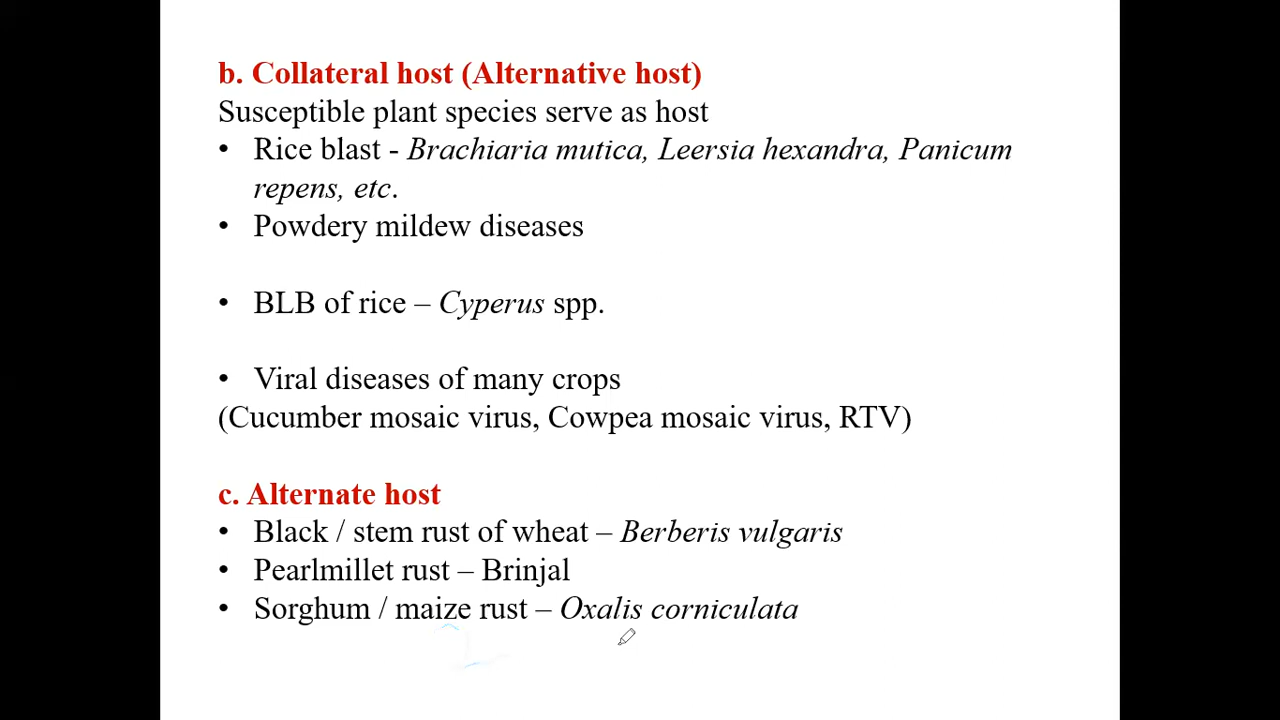 b. Collateral host (Alternative host)
Susceptible plant species serve as host
• Rice blast - Brachiaria mutica, Leersia hexandra, Panicum
repens, etc.
• Powdery mildew diseases
• BLB of rice – Cyperus spp.
• Viral diseases of many crops
(Cucumber mosaic virus, Cowpea mosaic virus, RTV)
c. Alternate host
• Black / stem rust of wheat – Berberis vulgaris
• Pearlmillet rust – Brinjal
• Sorghum / maize rust – Oxalis corniculata